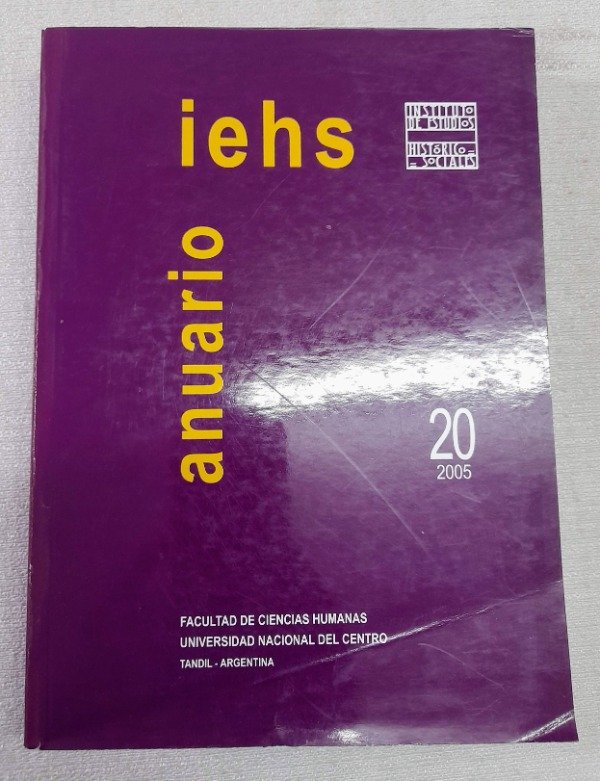 iehs
INSTITUTO
DE ESTUDIOS
HISTÓRICO=
=SOCIALES
anuario
20
2005
FACULTAD DE CIENCIAS HUMANAS
UNIVERSIDAD NACIONAL DEL CENTRO
TANDIL - ARGENTINA